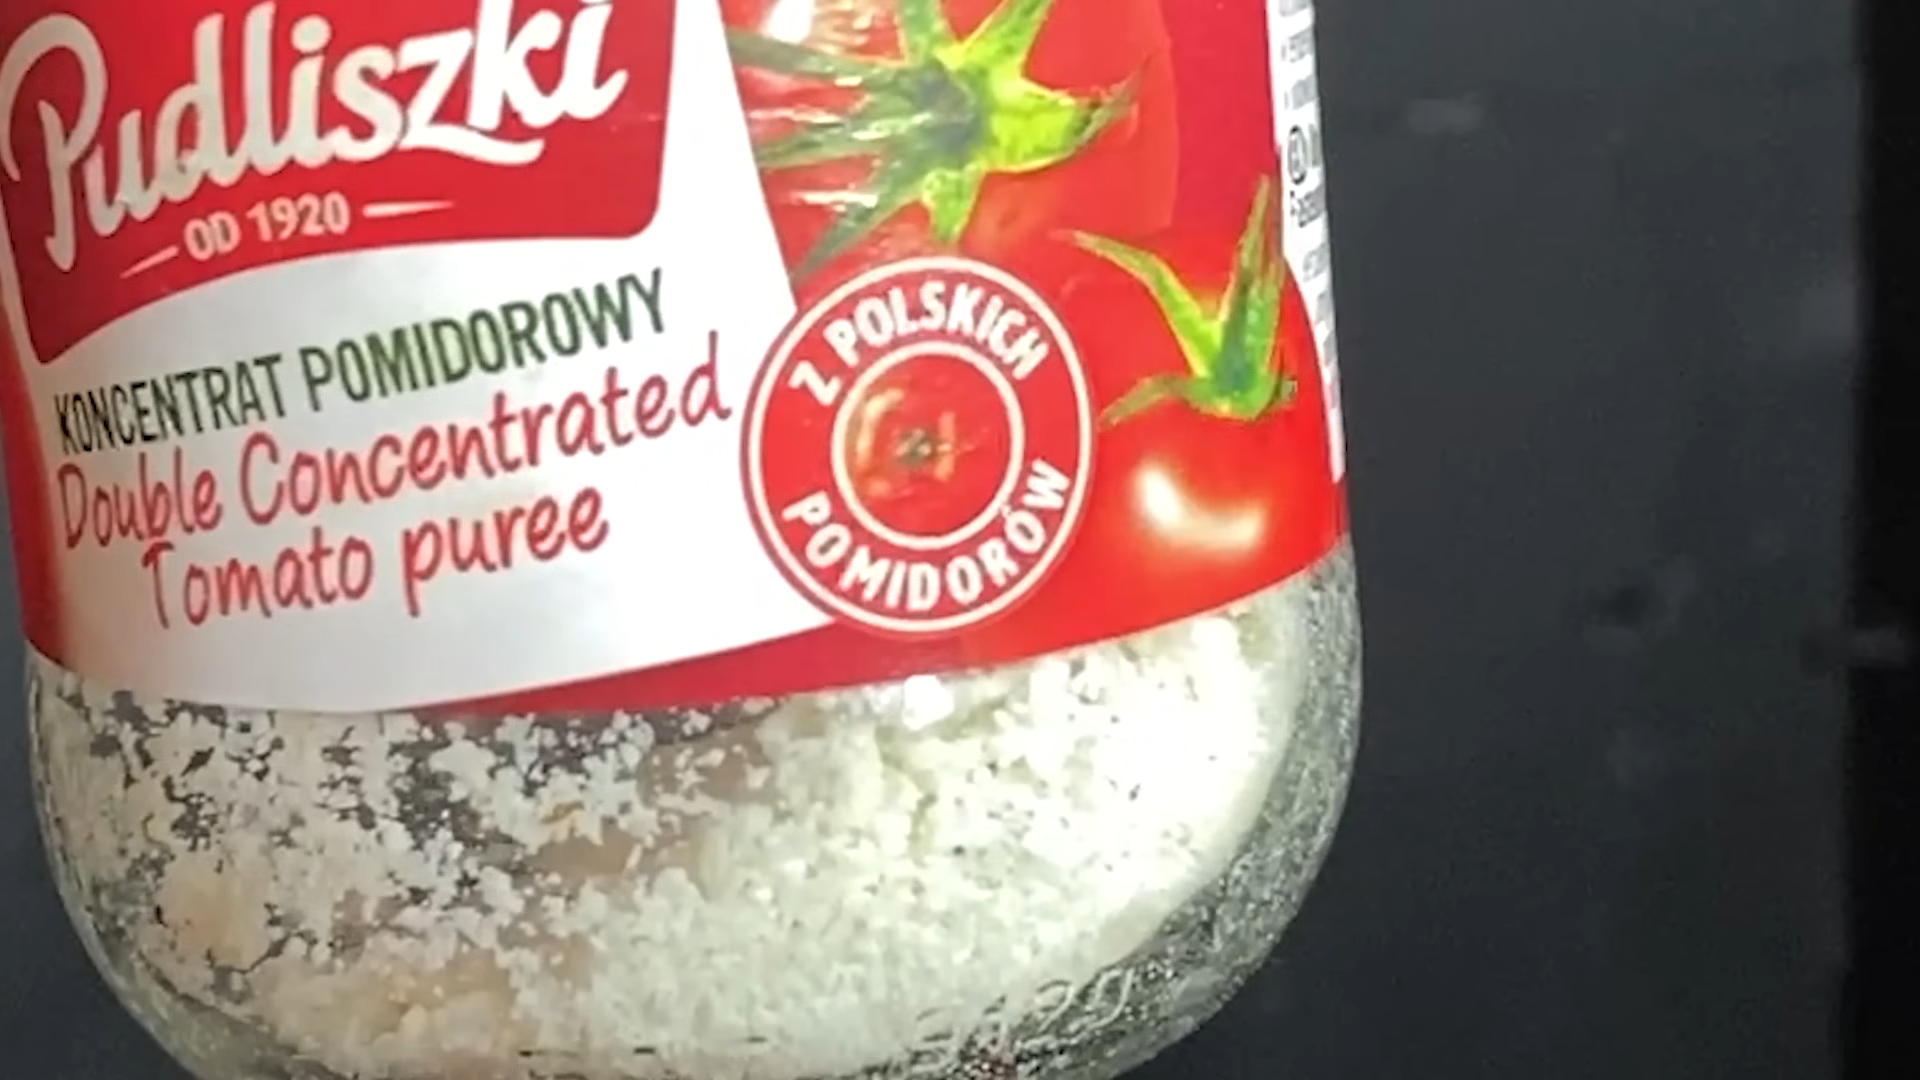 Pudliszki
OD 1920
KONCENTRAT POMIDOROWY
Double Concentrated
Tomato puree
Z POLSKICH
POMIDORÓW